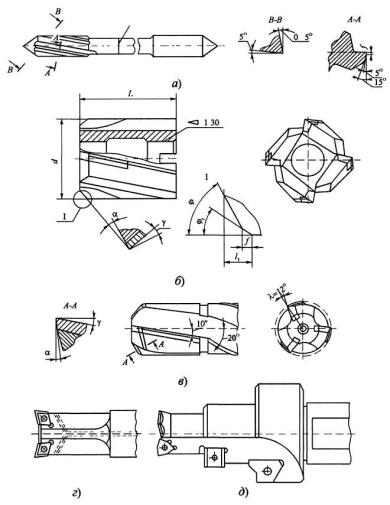 В
В-В
А-А
5°
0 5°
А
В
А
5°
15°
а)
L
1 30
d
I
I
α
γ
φ
φ₁
f
l₁
б)
А-А
γ
α
10°
20°
А
А
λ=12°
в)
г)
д)